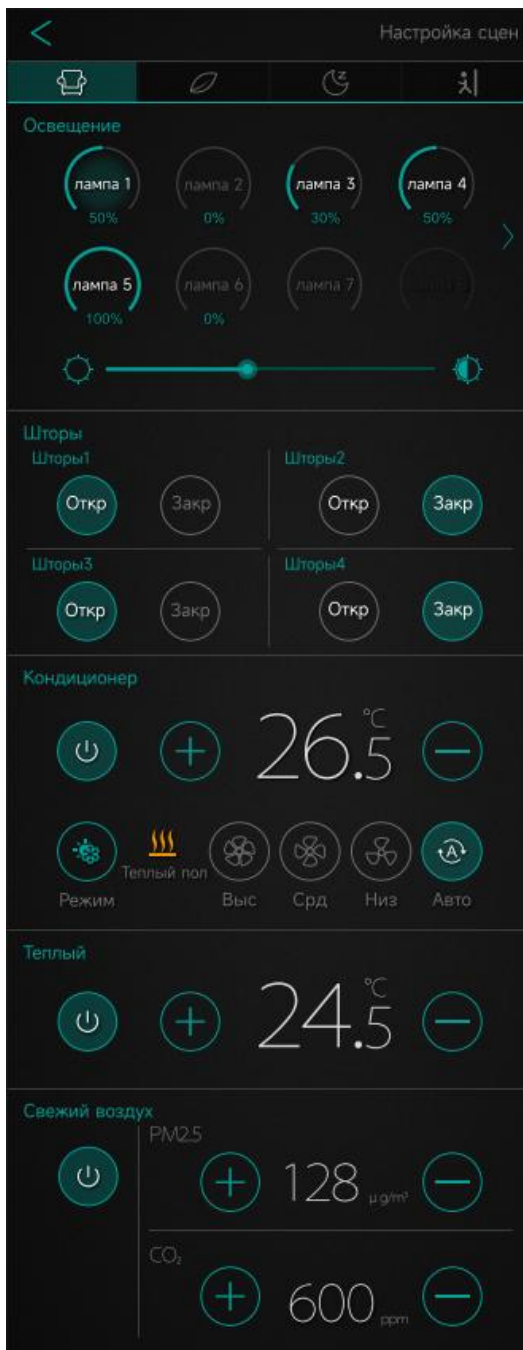 Настройка сцен
Освещение
лампа 1 лампа 2 лампа 3 лампа 4
50% 0% 30% 50%
лампа 5 лампа 6 лампа 7
100% 0%
Шторы
Шторы1 Шторы2
Откр Закр Откр Закр
Шторы3 Шторы4
Откр Закр Откр Закр
Кондиционер
26.5 °C
A
Теплый пол
Режим Выс Срд Низ Авто
Теплый
24.5 °C
Свежий воздух
PM2.5
128 μg/m³
CO₂
600 ppm